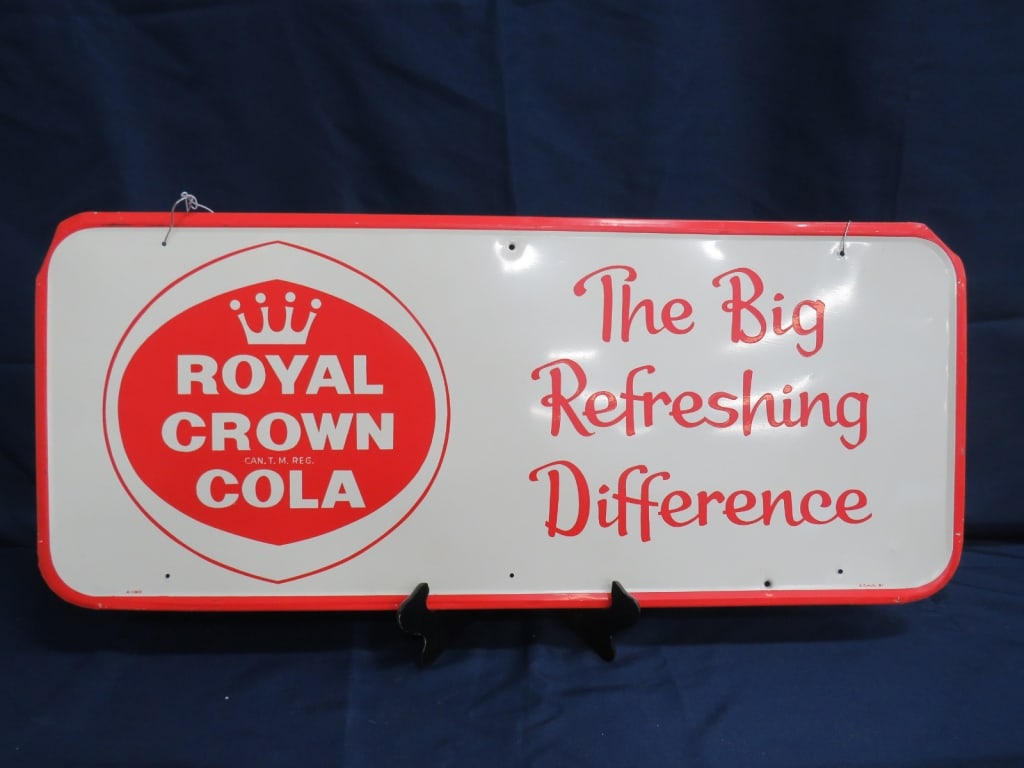 ROYAL
CROWN
CAN. T. M. REG.
COLA
The Big
Refreshing
Difference